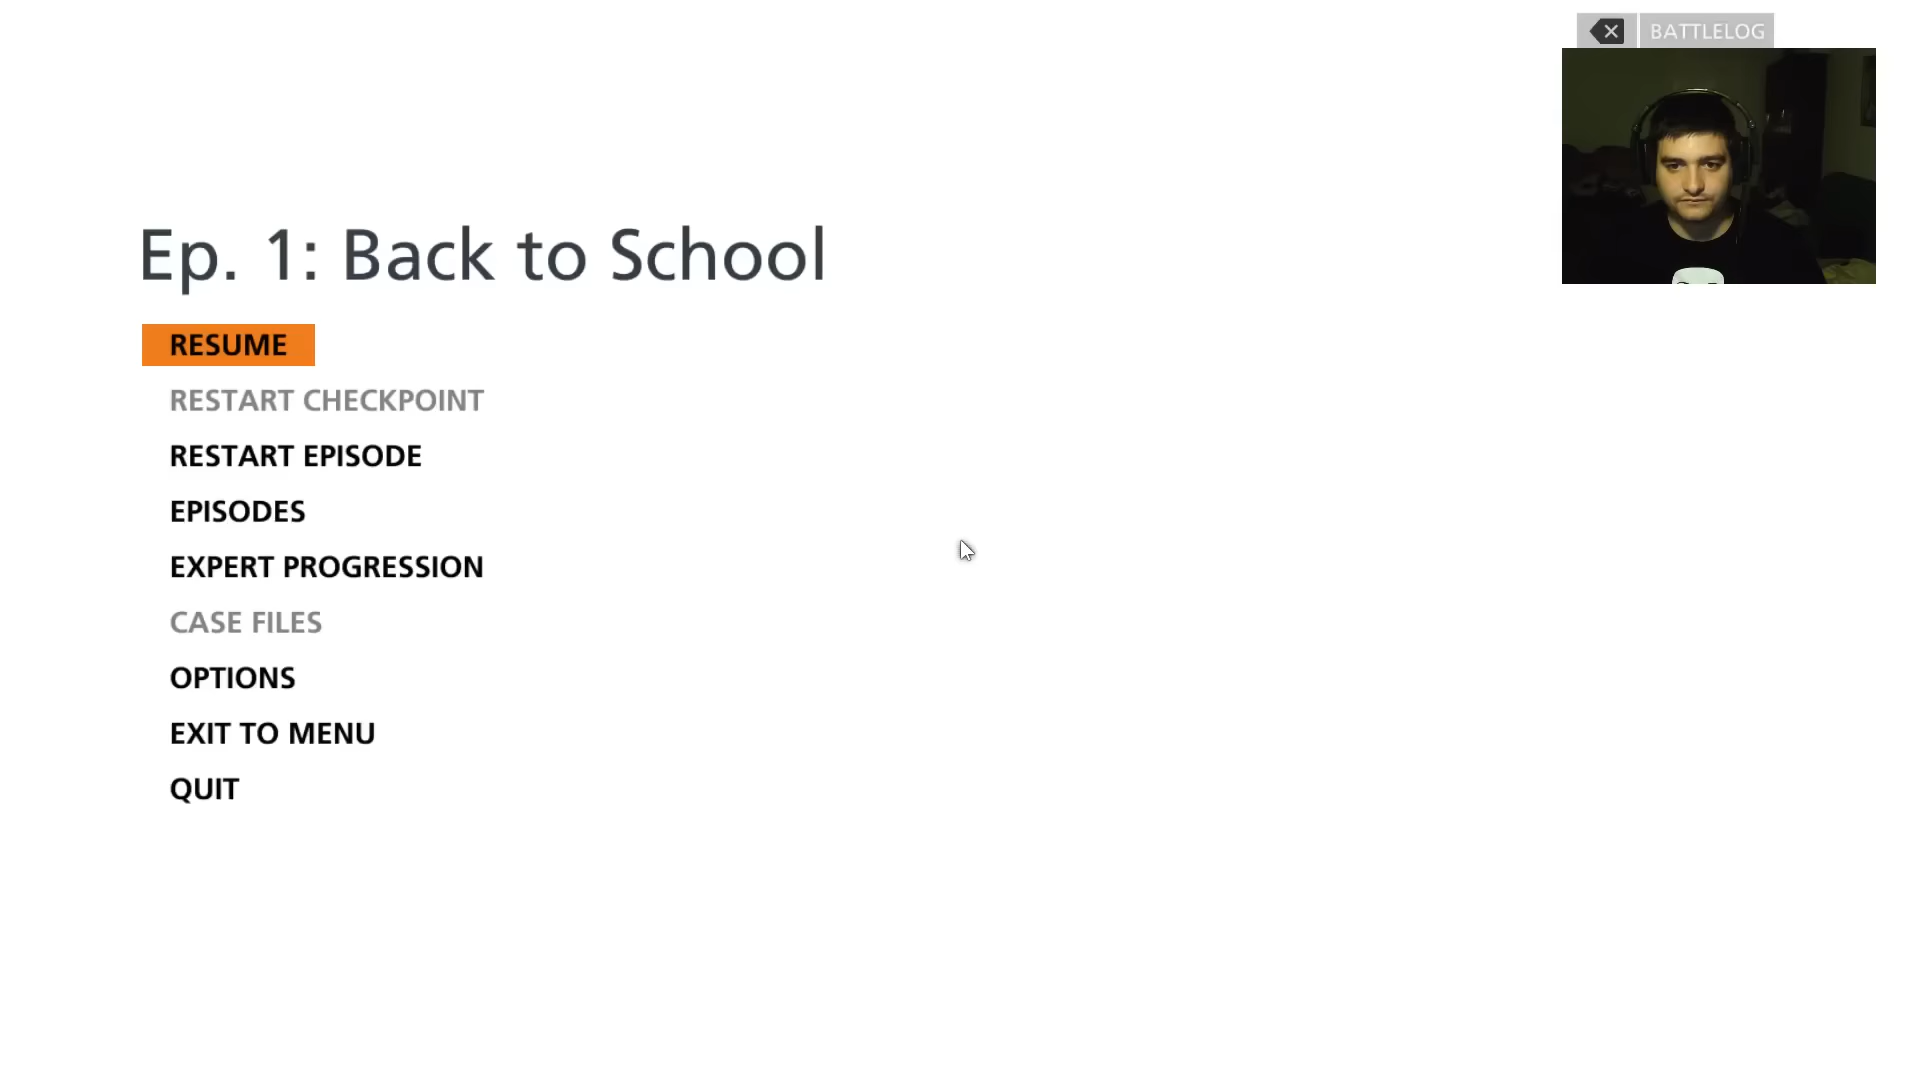 BATTLELOG
Ep. 1: Back to School
RESUME
RESTART CHECKPOINT
RESTART EPISODE
EPISODES
EXPERT PROGRESSION
CASE FILES
OPTIONS
EXIT TO MENU
QUIT